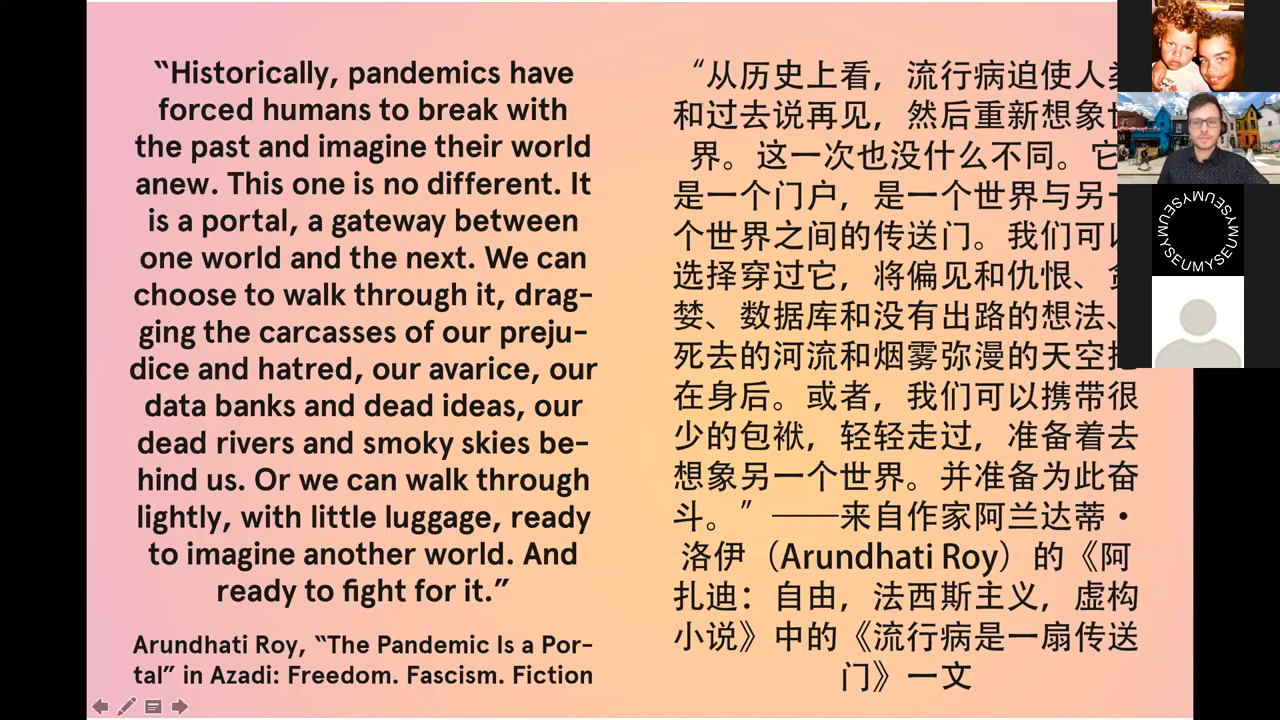 “Historically, pandemics have
forced humans to break with
the past and imagine their world
anew. This one is no different. It
is a portal, a gateway between
one world and the next. We can
choose to walk through it, drag-
ging the carcasses of our preju-
dice and hatred, our avarice, our
data banks and dead ideas, our
dead rivers and smoky skies be-
hind us. Or we can walk through
lightly, with little luggage, ready
to imagine another world. And
ready to fight for it.”
Arundhati Roy, “The Pandemic Is a Por-
tal” in Azadi: Freedom. Fascism. Fiction
“从历史上看，流行病迫使人
和过去说再见，然后重新想象
界。这一次也没什么不同。它
是一个门户，是一个世界与另一
个世界之间的传送门。我们可
选择穿过它，将偏见和仇恨、
婪、数据库和没有出路的想法、
死去的河流和烟雾弥漫的天空
在身后。或者，我们可以携带很
少的包袱，轻轻走过，准备着去
想象另一个世界。并准备为此奋
斗。”——来自作家阿兰达蒂•
洛伊（Arundhati Roy）的《阿
扎迪：自由，法西斯主义，虚构
小说》中的《流行病是一扇传送
门》一文
MYSEUMYSEUMYSEUMYSEU